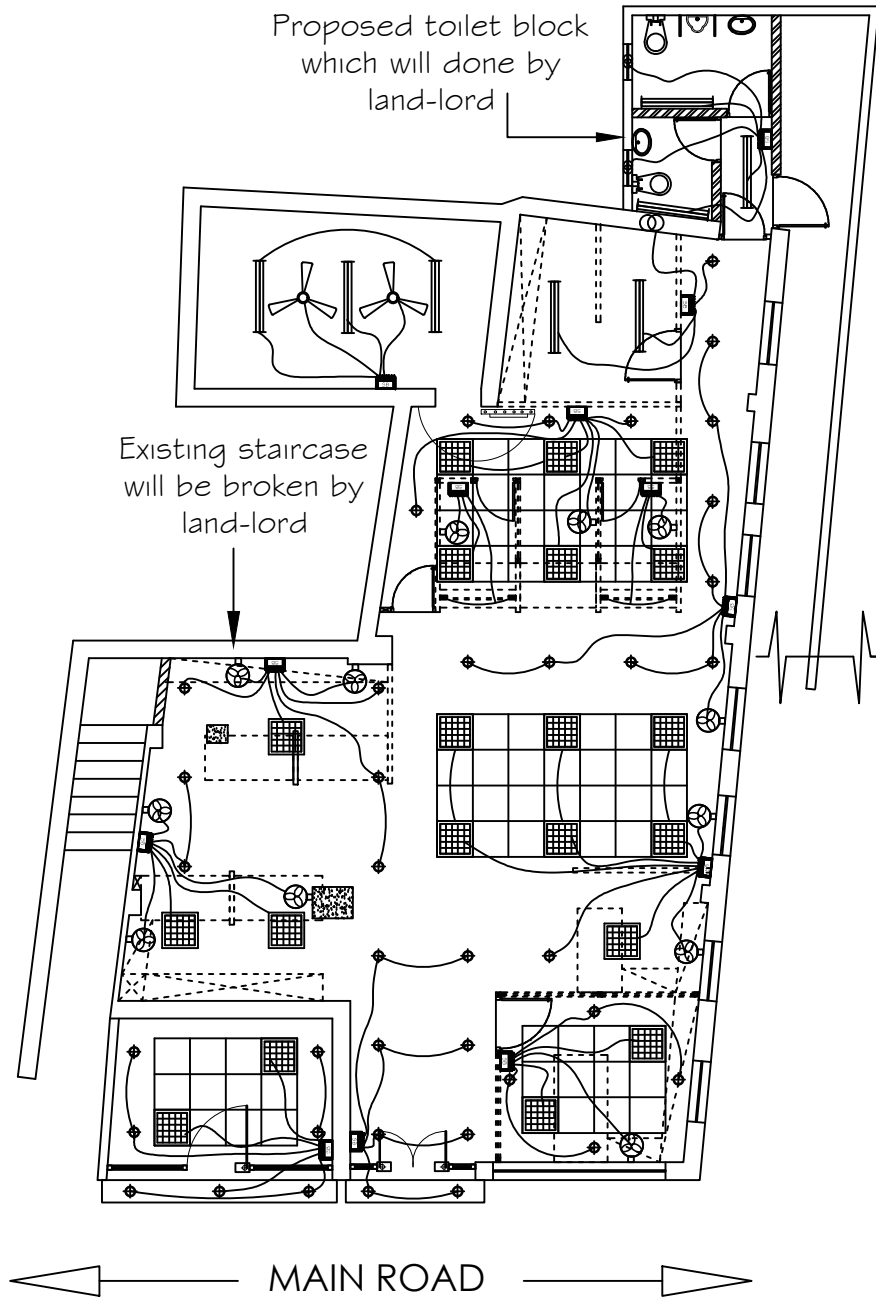 Proposed toilet block
which will done by
land-lord
Existing staircase
will be broken by
land-lord
MAIN ROAD